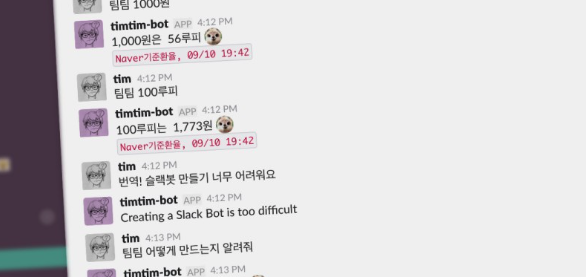 팀팀 1000원
timtim-bot APP 4:12 PM
1,000원은 56루피
Naver기준환율, 09/10 19:42
tim 4:12 PM
팀팀 100루피
timtim-bot APP 4:12 PM
100루피는 1,773원
Naver기준환율, 09/10 19:42
tim 4:12 PM
번역! 슬랙봇 만들기 너무 어려워요
timtim-bot APP 4:12 PM
Creating a Slack Bot is too difficult
tim 4:13 PM
팀팀 어떻게 만드는지 알려줘
timtim-bot APP 4:13 PM